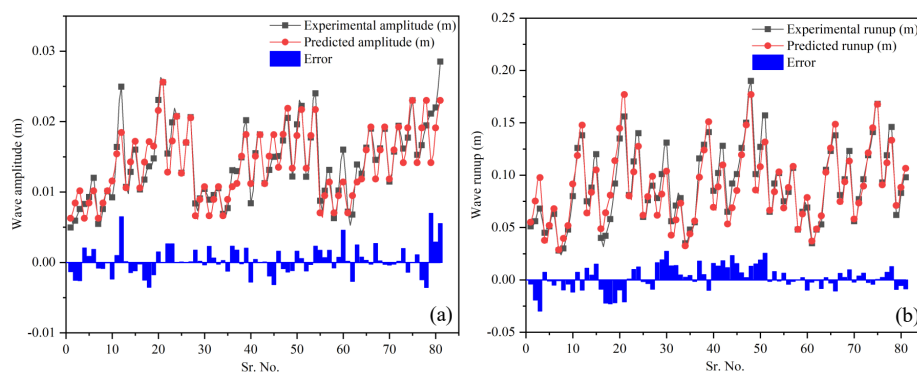 (a)
Experimental amplitude (m)
Predicted amplitude (m)
Error
0.03
0.02
0.01
0.00
-0.01
Wave amplitude (m)
0 10 20 30 40 50 60 70 80
Sr. No.
(a)
(b)
Experimental runup (m)
Predicted runup (m)
Error
0.25
0.20
0.15
0.10
0.05
0.00
-0.05
Wave runup (m)
0 10 20 30 40 50 60 70 80
Sr. No.
(b)